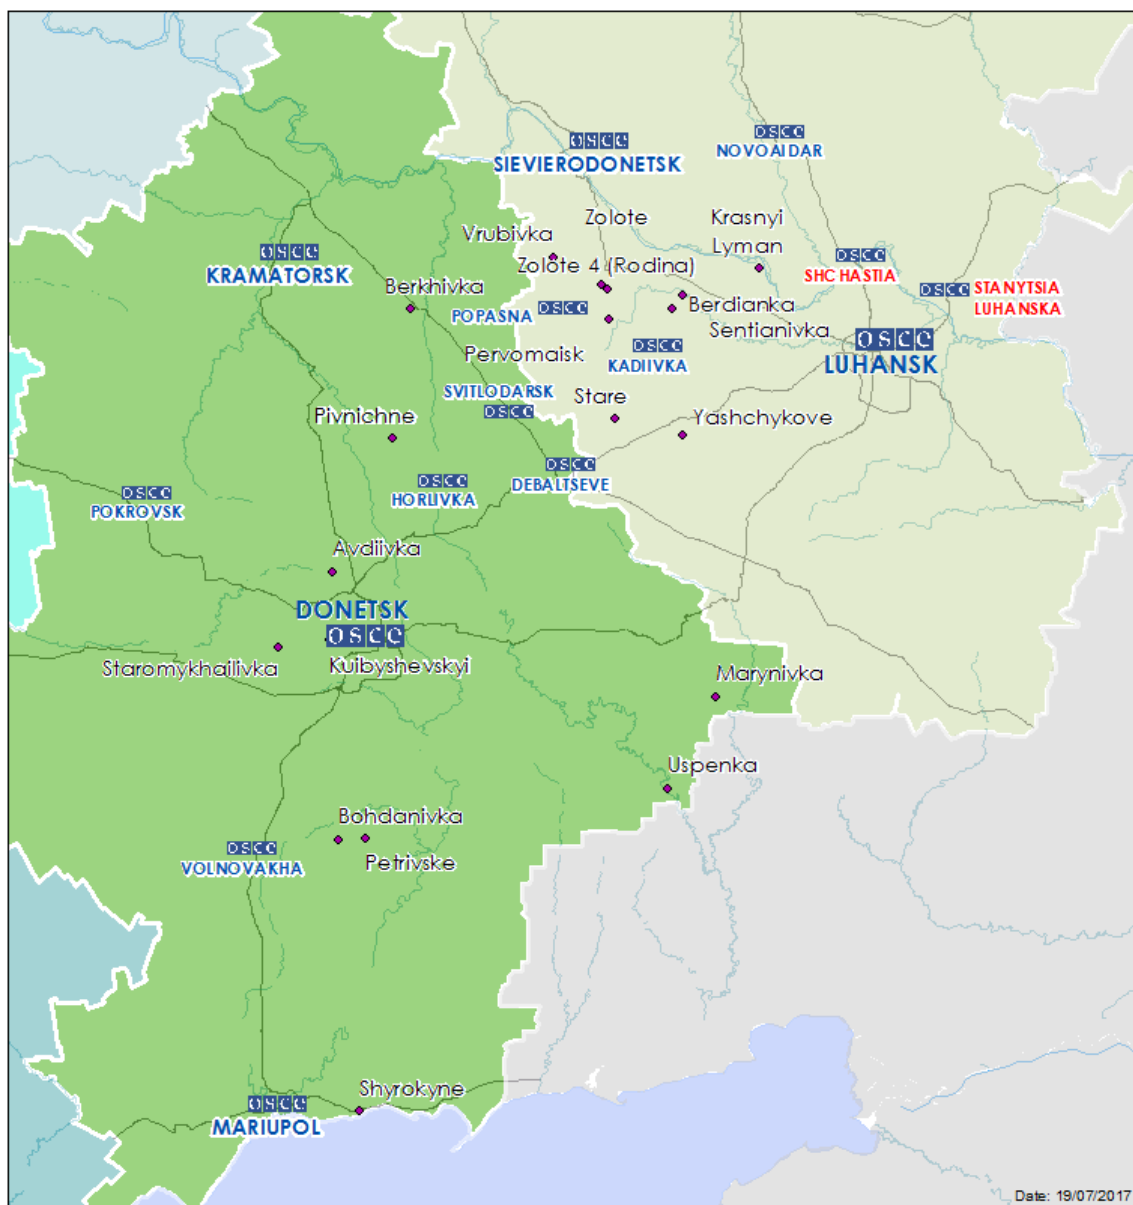 OSCE
SIEVIERODONETSK
OSCE
NOVOAIDAR
Zolote
Krasnyi
Lyman
Vrubivka
OSCE
KRAMATORSK
Zolote 4 (Rodina)
OSCE
SHCHASTIA
OSCE
STANYTSIA
LUHANSKA
Berkhivka
POPASNA
OSCE
Berdianka
Sentianivka
OSCE
LUHANSK
Pervomaisk
OSCE
KADIIVKA
SVITLODARSK
OSCE
Stare
Pivnichne
Yashchykove
OSCE
DEBALTSEVE
OSCE
HORLIVKA
OSCE
POKROVSK
Avdiivka
DONETSK
OSCE
Staromykhailivka
Kuibyshevskyi
Marynivka
Uspenka
Bohdanivka
OSCE
VOLNOVAKHA
Petrivske
Shyrokyne
OSCE
MARIUPOL
Date: 19/07/2017